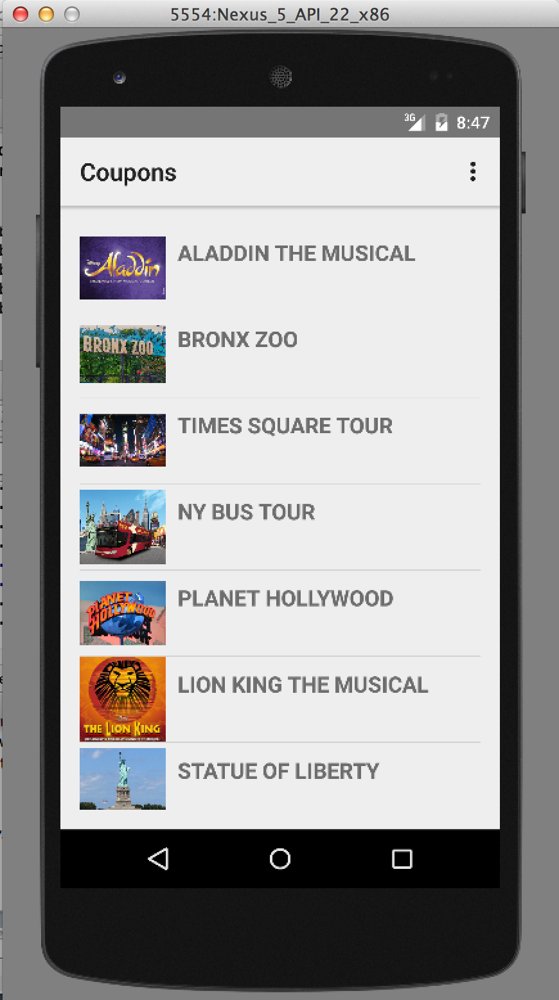 5554:Nexus_5_API_22_x86
3G 8:47
Coupons
Disney Aladdin
ALADDIN THE MUSICAL
BRONX ZOO
BRONX ZOO
TIMES SQUARE TOUR
NY BUS TOUR
PLANET HOLLYWOOD
PLANET HOLLYWOOD
LION KING THE MUSICAL
THE LION KING
STATUE OF LIBERTY